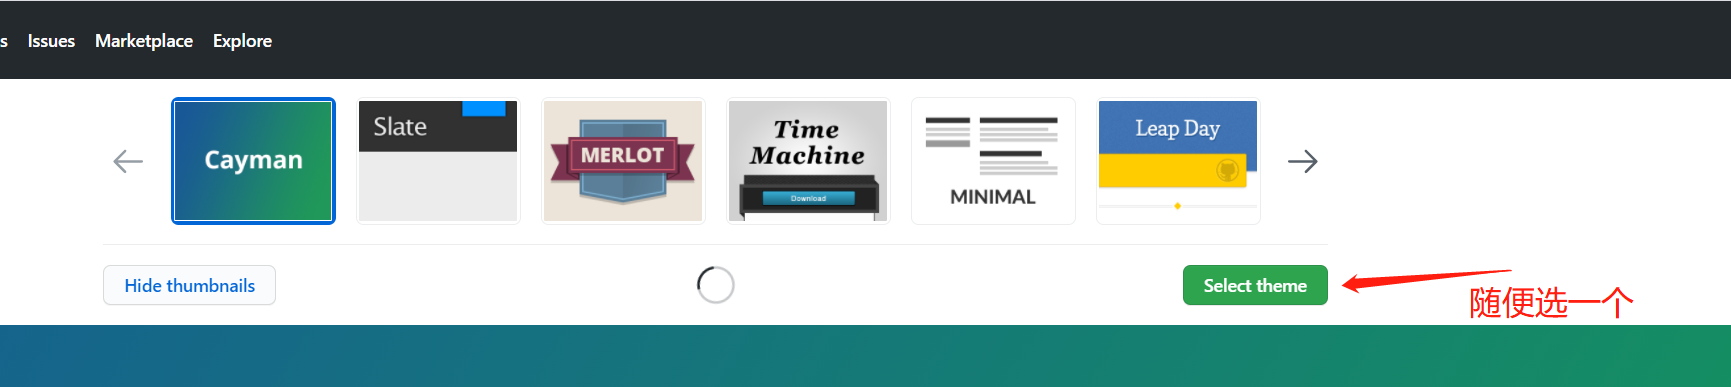 s Issues Marketplace Explore
Cayman
Slate
MERLOT
Time
Machine
Download
MINIMAL
Leap Day
Hide thumbnails
Select theme
随便选一个